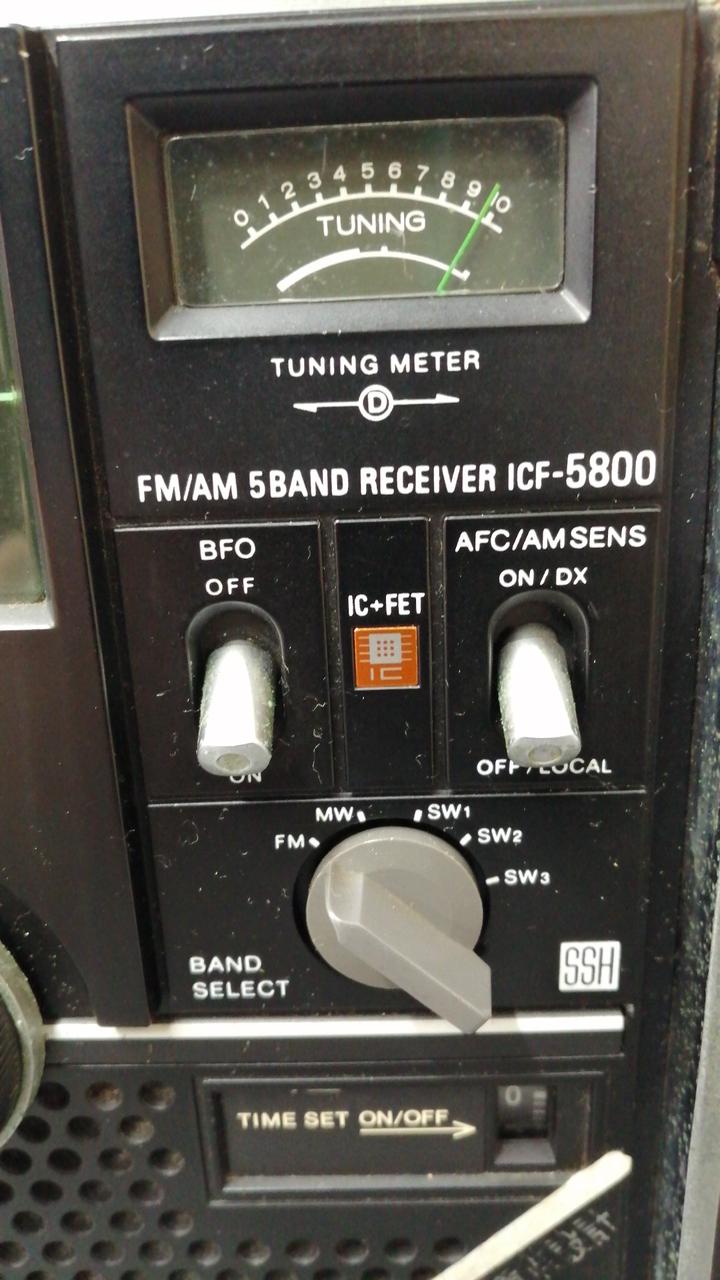 0 1 2 3 4 5 6 7 8 9 10
TUNING
TUNING METER
D
FM/AM 5 BAND RECEIVER ICF-5800
BFO
OFF
ON
IC+FET
IC
AFC/AM SENS
ON/DX
OFF/LOCAL
FM
MW
SW1
SW2
SW3
BAND
SELECT
SSH
TIME SET ON/OFF
0